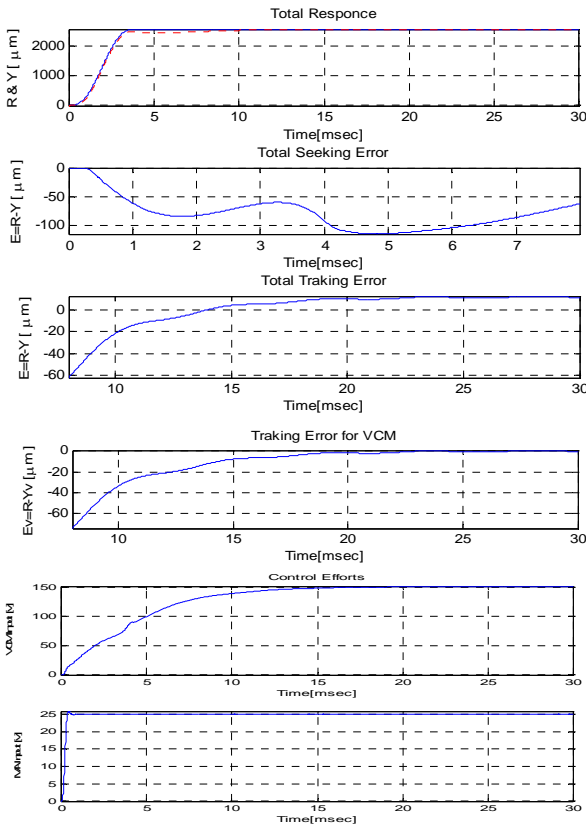 Total Responce
R & Y [ μm]
2000
1000
0
0 5 10 15 20 25 30
Time[msec]
Total Seeking Error
E=R-Y [ μm]
0
-50
-100
0 1 2 3 4 5 6 7
Time[msec]
Total Traking Error
E=R-Y [ μm]
0
-20
-40
-60
10 15 20 25 30
Time[msec]
Traking Error for VCM
Ev=R-Yv [μm]
0
-20
-40
-60
10 15 20 25 30
Time[msec]
Control Efforts
VCM Input[v]
150
100
50
0
0 5 10 15 20 25 30
Time[msec]
MA Input[v]
25
20
15
10
5
0
0 5 10 15 20 25 30
Time[msec]